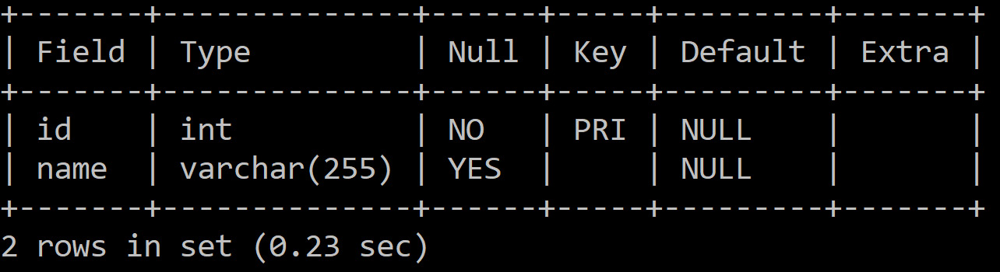 +-------+--------------+------+-----+---------+-------+
| Field | Type         | Null | Key | Default | Extra |
+-------+--------------+------+-----+---------+-------+
| id    | int          | NO   | PRI | NULL    |       |
| name  | varchar(255) | YES  |     | NULL    |       |
+-------+--------------+------+-----+---------+-------+
2 rows in set (0.23 sec)